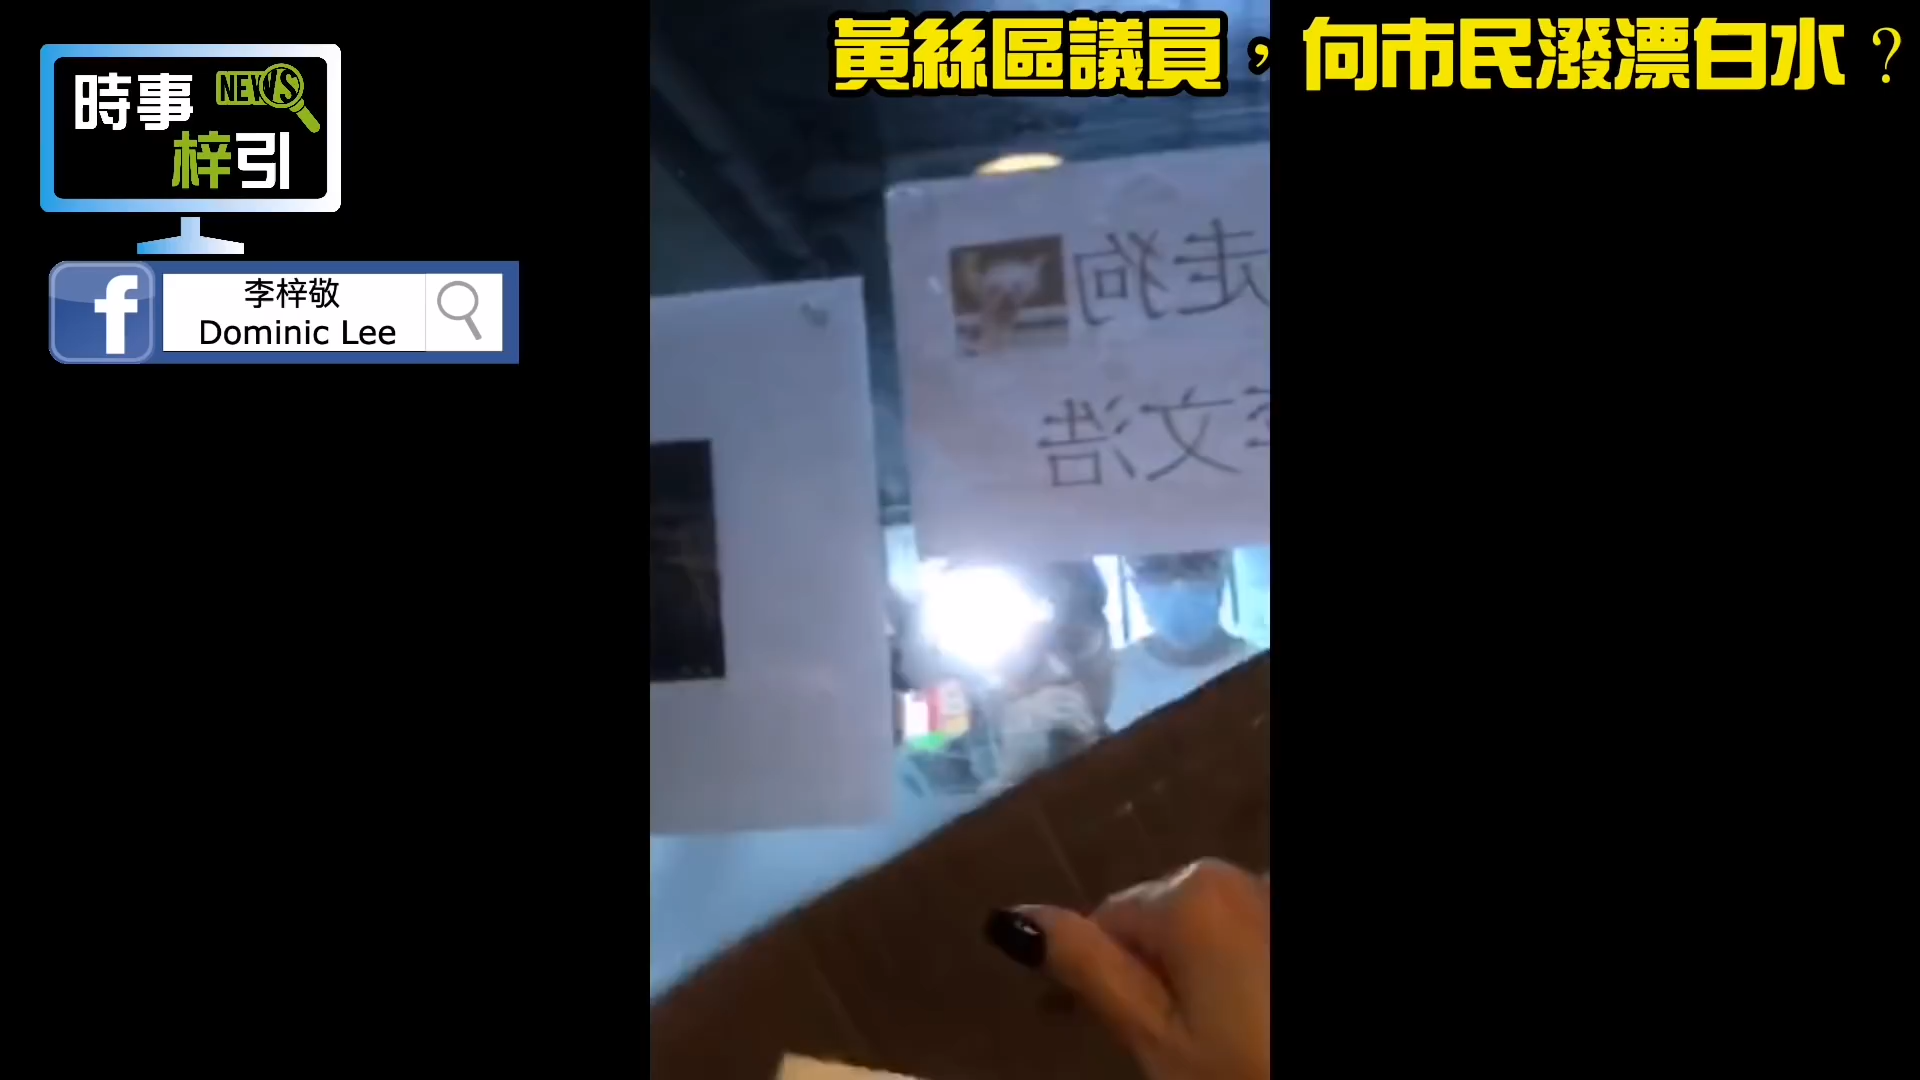 黃絲區議員，向市民潑漂白水？
時事
NEWS
梓引
f
李梓敬
Dominic Lee
走狗
文浩